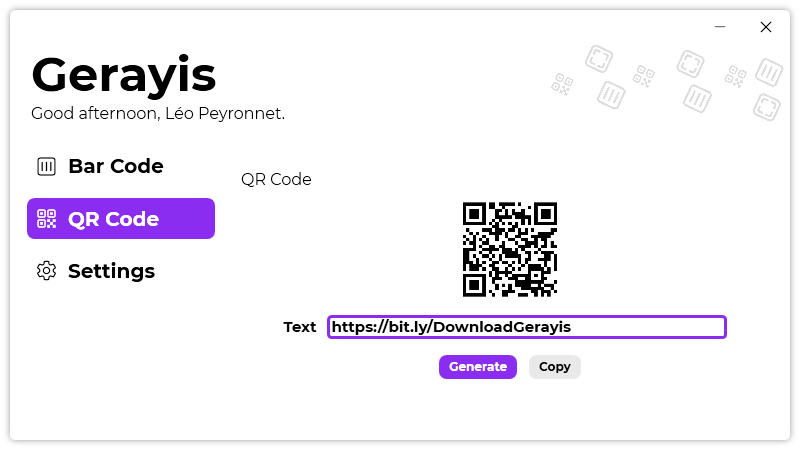 Gerayis
Good afternoon, Léo Peyronnet.
Bar Code
QR Code
Settings
QR Code
Text https://bit.ly/DownloadGerayis
Generate Copy